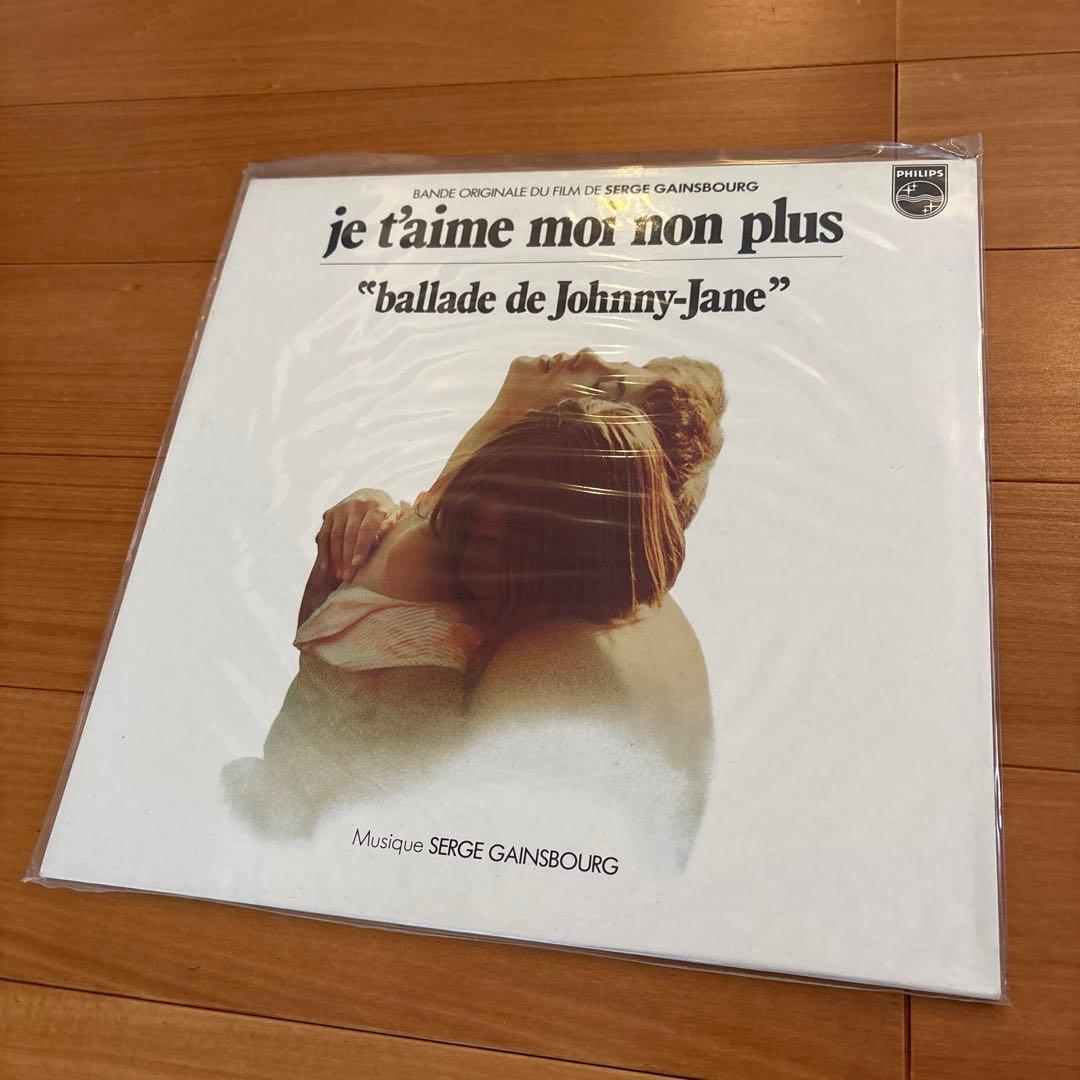 BANDE ORIGINALE DU FILM DE SERGE GAINSBOURG
PHILIPS
je t'aime moi non plus
“ballade de Johnny-Jane”
Musique SERGE GAINSBOURG